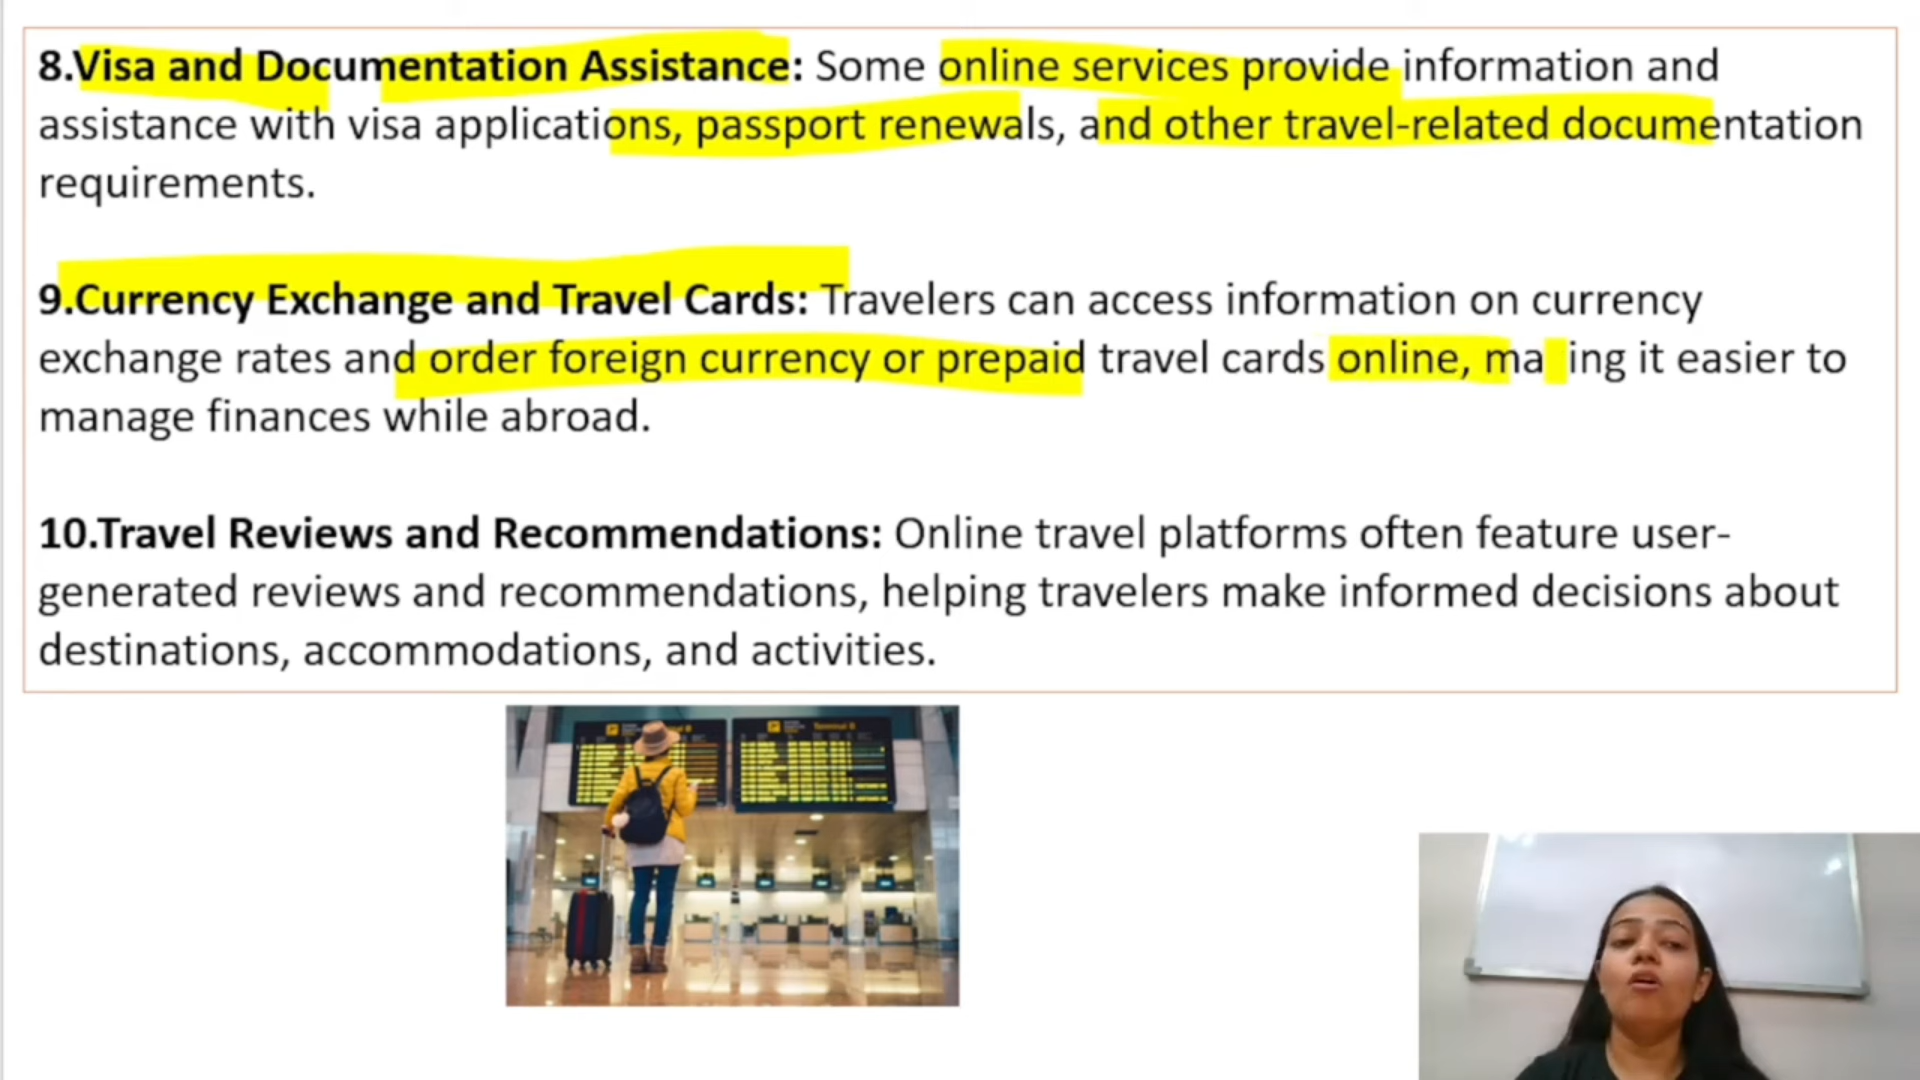 8.Visa and Documentation Assistance: Some online services provide information and
assistance with visa applications, passport renewals, and other travel-related documentation
requirements.
9.Currency Exchange and Travel Cards: Travelers can access information on currency
exchange rates and order foreign currency or prepaid travel cards online, ma ing it easier to
manage finances while abroad.
10.Travel Reviews and Recommendations: Online travel platforms often feature user-
generated reviews and recommendations, helping travelers make informed decisions about
destinations, accommodations, and activities.
Terminal B